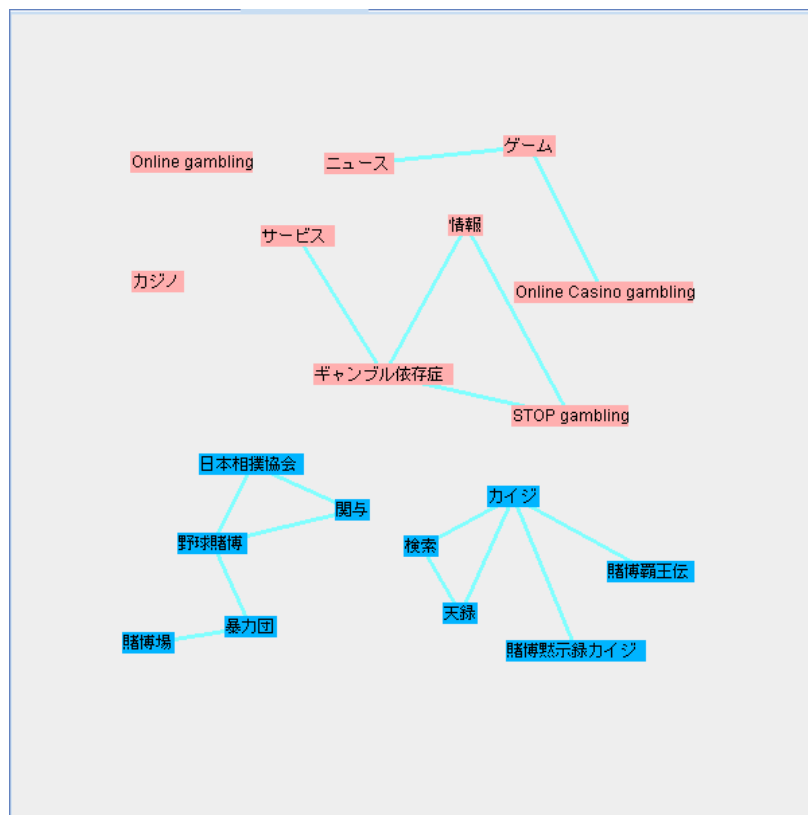 ゲーム
Online gambling
ニュース
情報
サービス
カジノ
Online Casino gambling
ギャンブル依存症
STOP gambling
日本相撲協会
カイジ
関与
野球賭博
検索
賭博覇王伝
天録
暴力団
賭博場
賭博黙示録カイジ